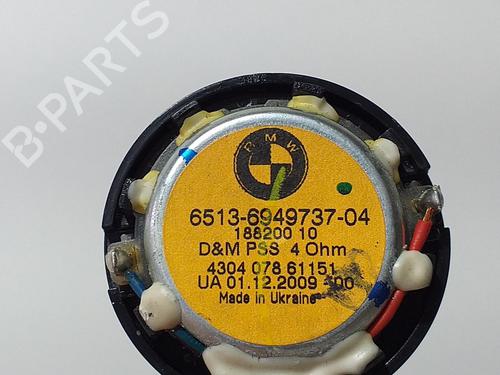 B-PARTS
BMW
6513-6949737-04
188200 10
D&M PSS 4 Ohm
4304 078 61151
UA 01.12.2009 - 00
Made in Ukraine